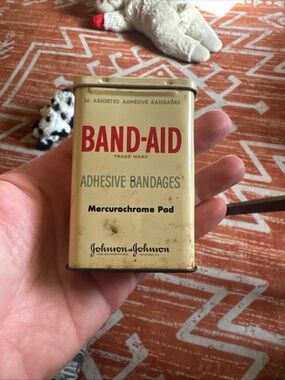 36 ASSORTED ADHESIVE BANDAGES
BAND-AID
TRADE MARK
ADHESIVE BANDAGES
Mercurochrome Pad
Johnson & Johnson